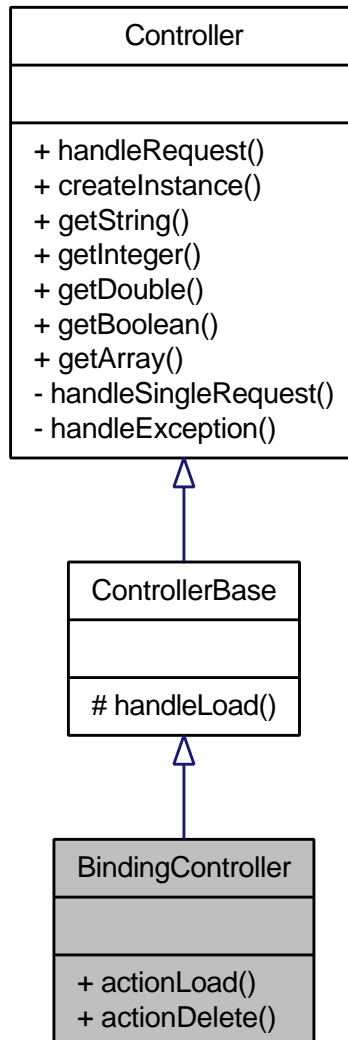 Controller
+ handleRequest()
+ createInstance()
+ getString()
+ getInteger()
+ getDouble()
+ getBoolean()
+ getArray()
- handleSingleRequest()
- handleException()
ControllerBase
# handleLoad()
BindingController
+ actionLoad()
+ actionDelete()